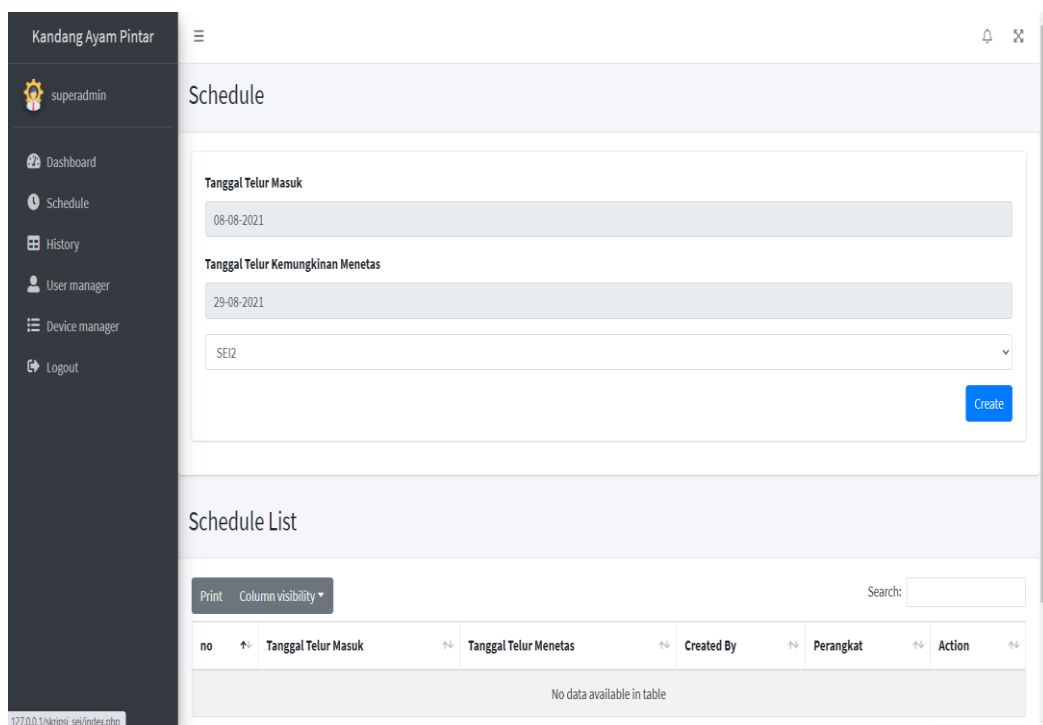 Kandang Ayam Pintar
superadmin
Dashboard
Schedule
History
User manager
Device manager
Logout
Schedule
Tanggal Telur Masuk
08-08-2021
Tanggal Telur Kemungkinan Menetas
29-08-2021
SEI2
Create
Schedule List
Print Column visibility
Search:
no Tanggal Telur Masuk Tanggal Telur Menetas Created By Perangkat Action
No data available in table
127.0.0.1/skripsi_sei/index.php